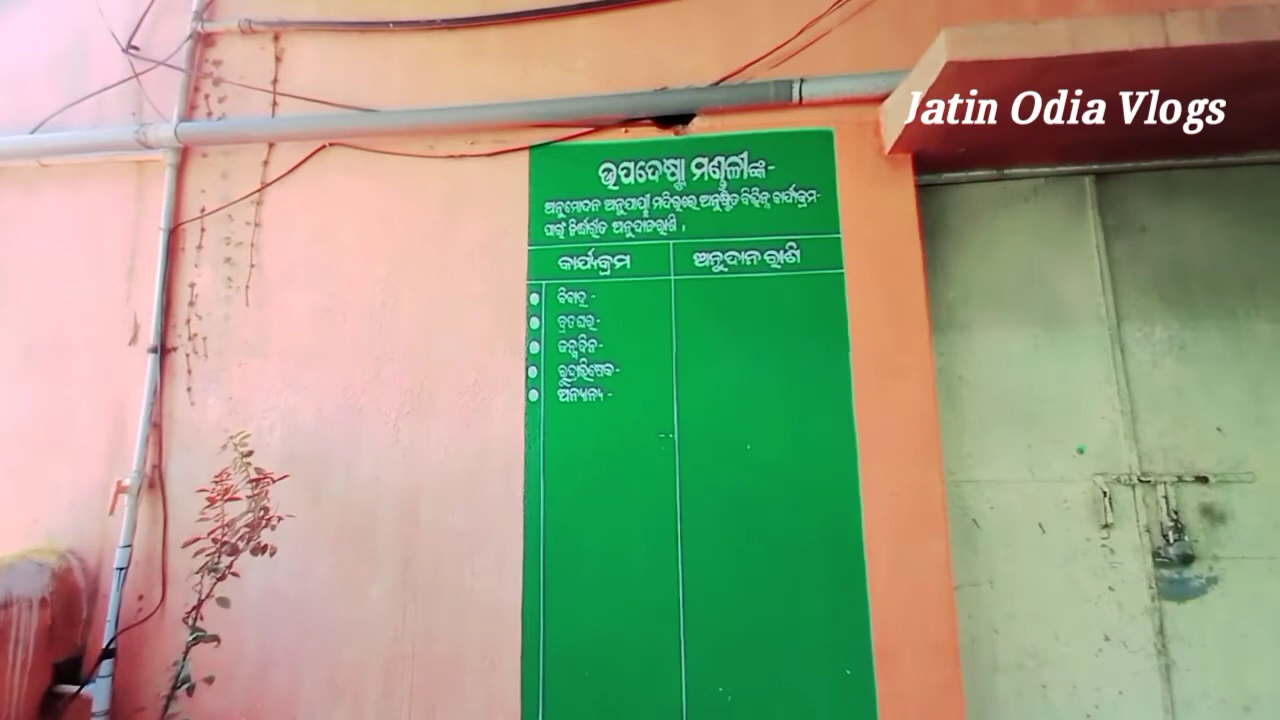 Jatin Odia Vlogs
ଉପଦେଷ୍ଟା ମଣ୍ଡଳୀଙ୍କ-
ଅନୁମୋଦନ ଅନୁଯାୟୀ ମନ୍ଦିରରେ ଅନୁଷ୍ଠିତ ବିଭିନ୍ନ କାର୍ଯ୍ୟକ୍ରମ-
ପାଇଁ ନିର୍ଦ୍ଧାରିତ ଅନୁଦାନରାଶି ।
କାର୍ଯ୍ୟକ୍ରମ ଅନୁଦାନ ରାଶି
ବିବାହ -
ବ୍ରତଘର-
ଜନ୍ମଦିନ-
ରୁଦ୍ରାଭିଷେକ-
ଅନ୍ୟାନ୍ୟ -